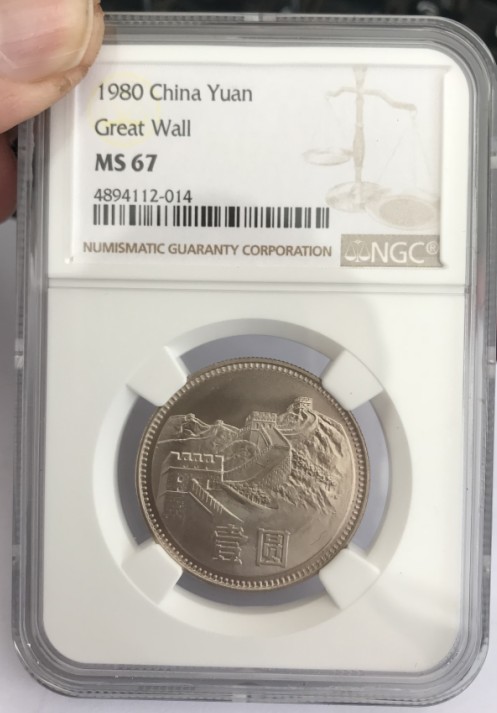 1980 China Yuan
Great Wall
MS 67
4894112-014
NUMISMATIC GUARANTY CORPORATION
NGC®
壹圆